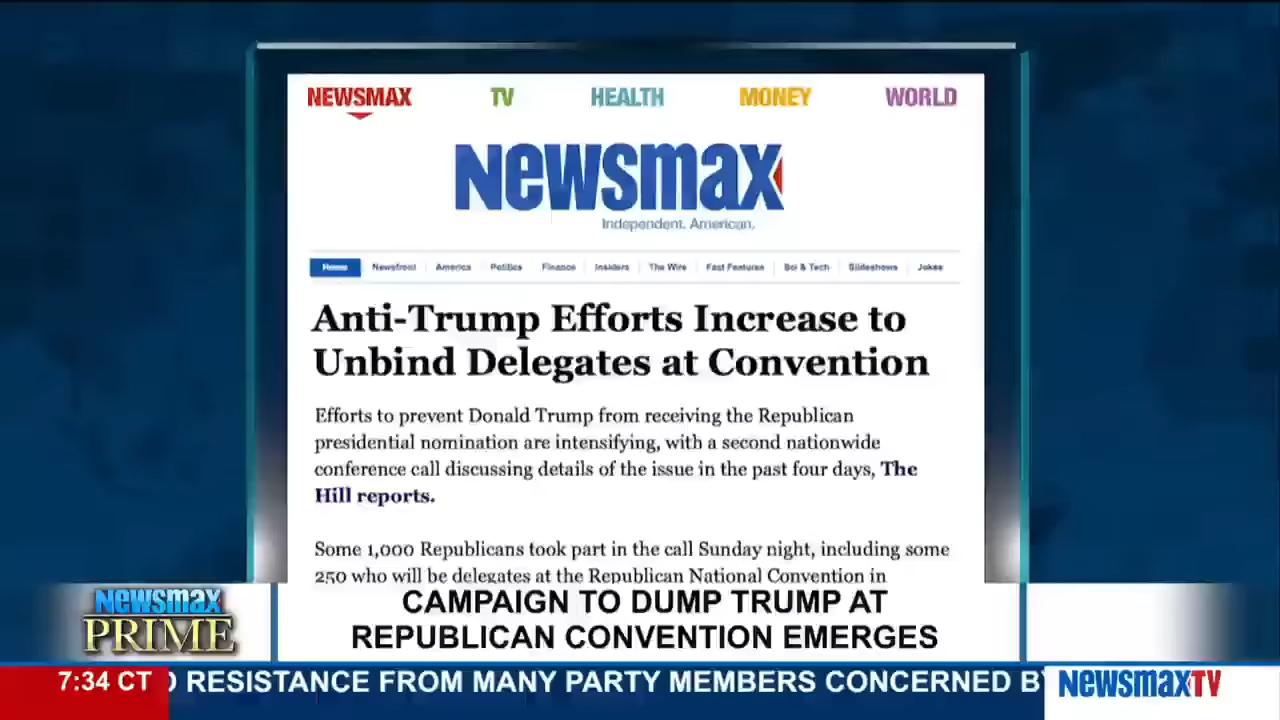 NEWSMAX TV HEALTH MONEY WORLD
Newsmax
Independent. American.
Home Newsfront America Politics Finance Insiders The Wire Fast Features Sci & Tech Slideshows Jokes
Anti-Trump Efforts Increase to
Unbind Delegates at Convention
Efforts to prevent Donald Trump from receiving the Republican
presidential nomination are intensifying, with a second nationwide
conference call discussing details of the issue in the past four days, The
Hill reports.
Some 1,000 Republicans took part in the call Sunday night, including some
250 who will be delegates at the Republican National Convention in
Newsmax
PRIME
CAMPAIGN TO DUMP TRUMP AT
REPUBLICAN CONVENTION EMERGES
7:34 CT RESISTANCE FROM MANY PARTY MEMBERS CONCERNED BY NewsmaxTV